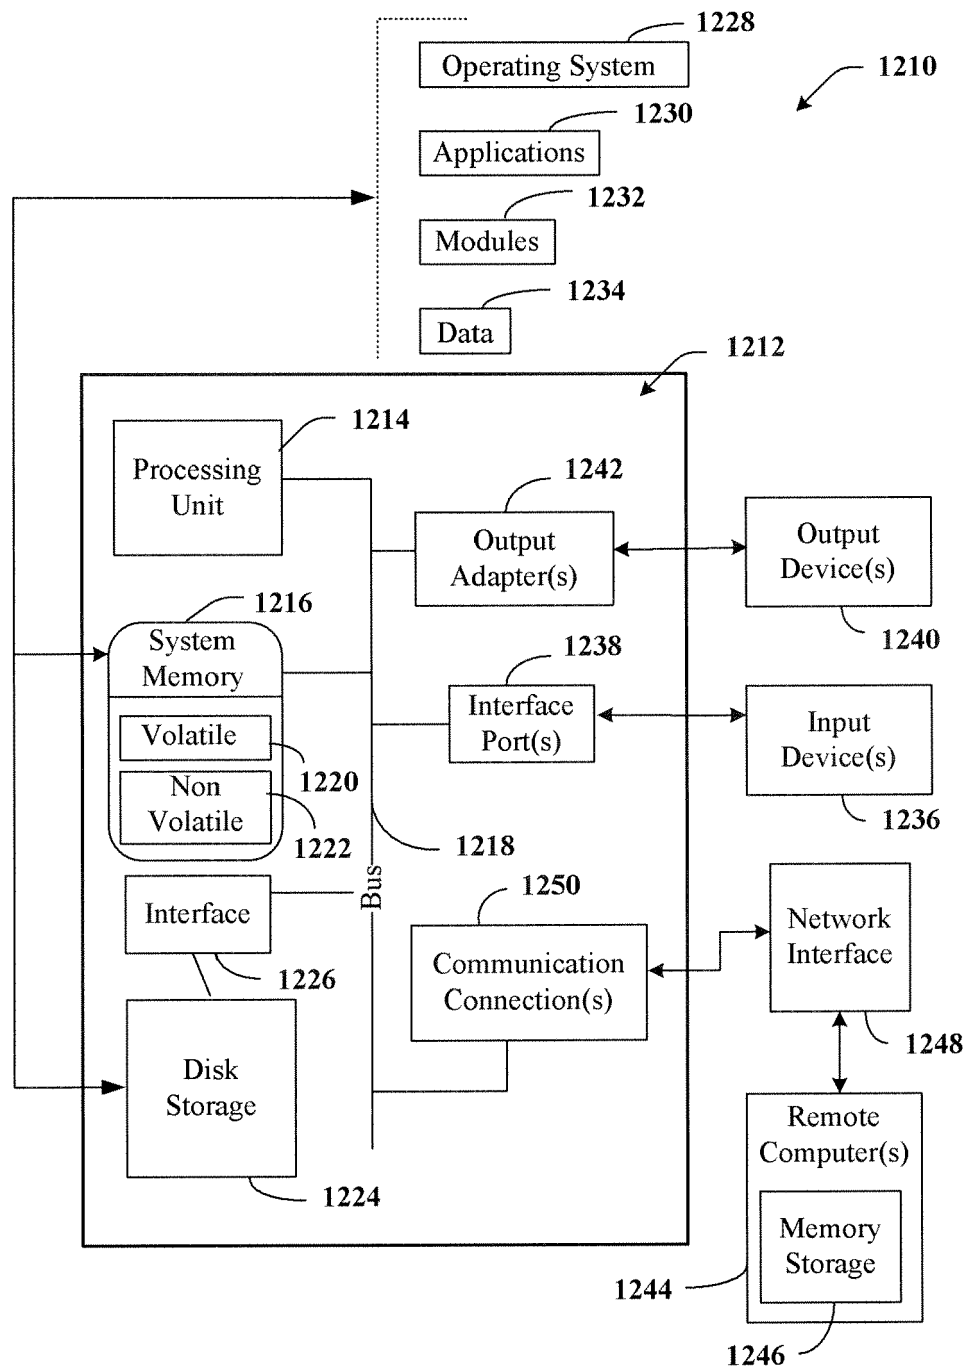 1228
Operating System
1210
1230
Applications
1232
Modules
1234
Data
1212
1214
Processing
Unit
1242
Output
Adapter(s)
Output
Device(s)
1240
1216
System
Memory
1238
Interface
Port(s)
Input
Device(s)
1236
Volatile
1220
Non
Volatile
1222
1218
Bus
1250
Interface
1226
Communication
Connection(s)
Network
Interface
1248
Disk
Storage
1224
Remote
Computer(s)
Memory
Storage
1244
1246